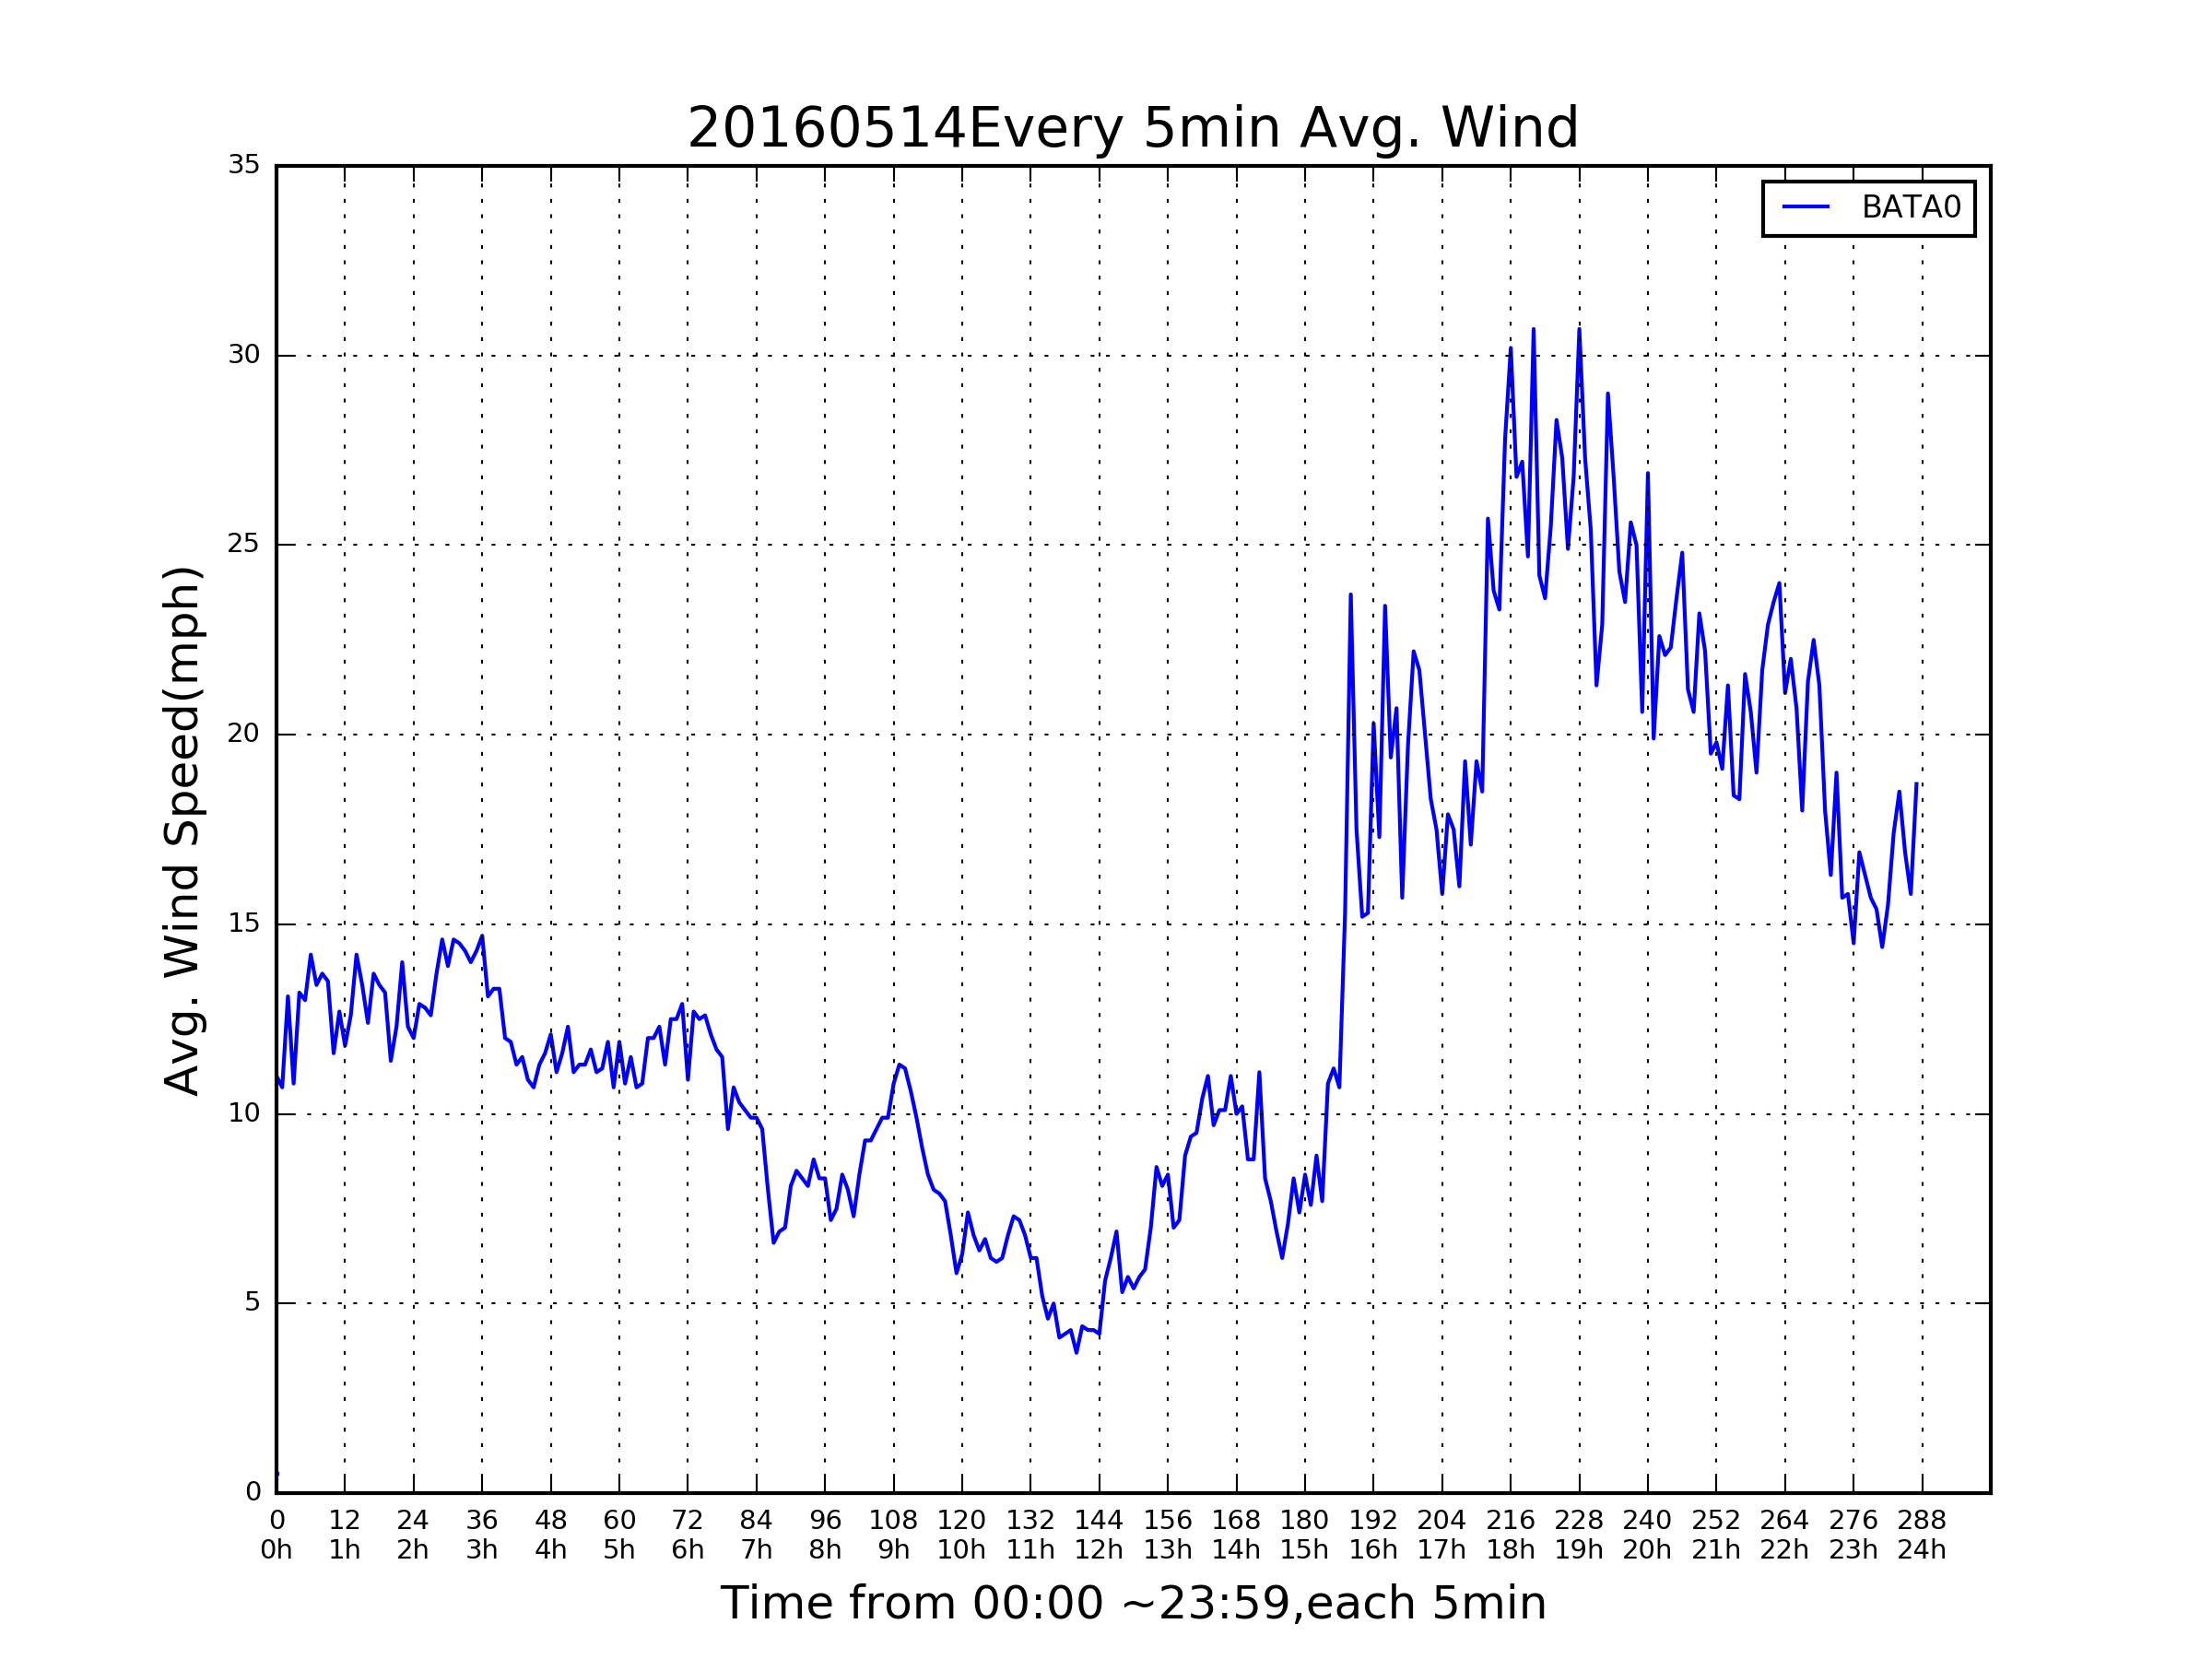 20160514Every 5min Avg. Wind
BATA0
35
30
25
20
15
10
5
0
Avg. Wind Speed(mph)
0 12 24 36 48 60 72 84 96 108 120 132 144 156 168 180 192 204 216 228 240 252 264 276 288
0h 1h 2h 3h 4h 5h 6h 7h 8h 9h 10h 11h 12h 13h 14h 15h 16h 17h 18h 19h 20h 21h 22h 23h 24h
Time from 00:00 ~23:59,each 5min